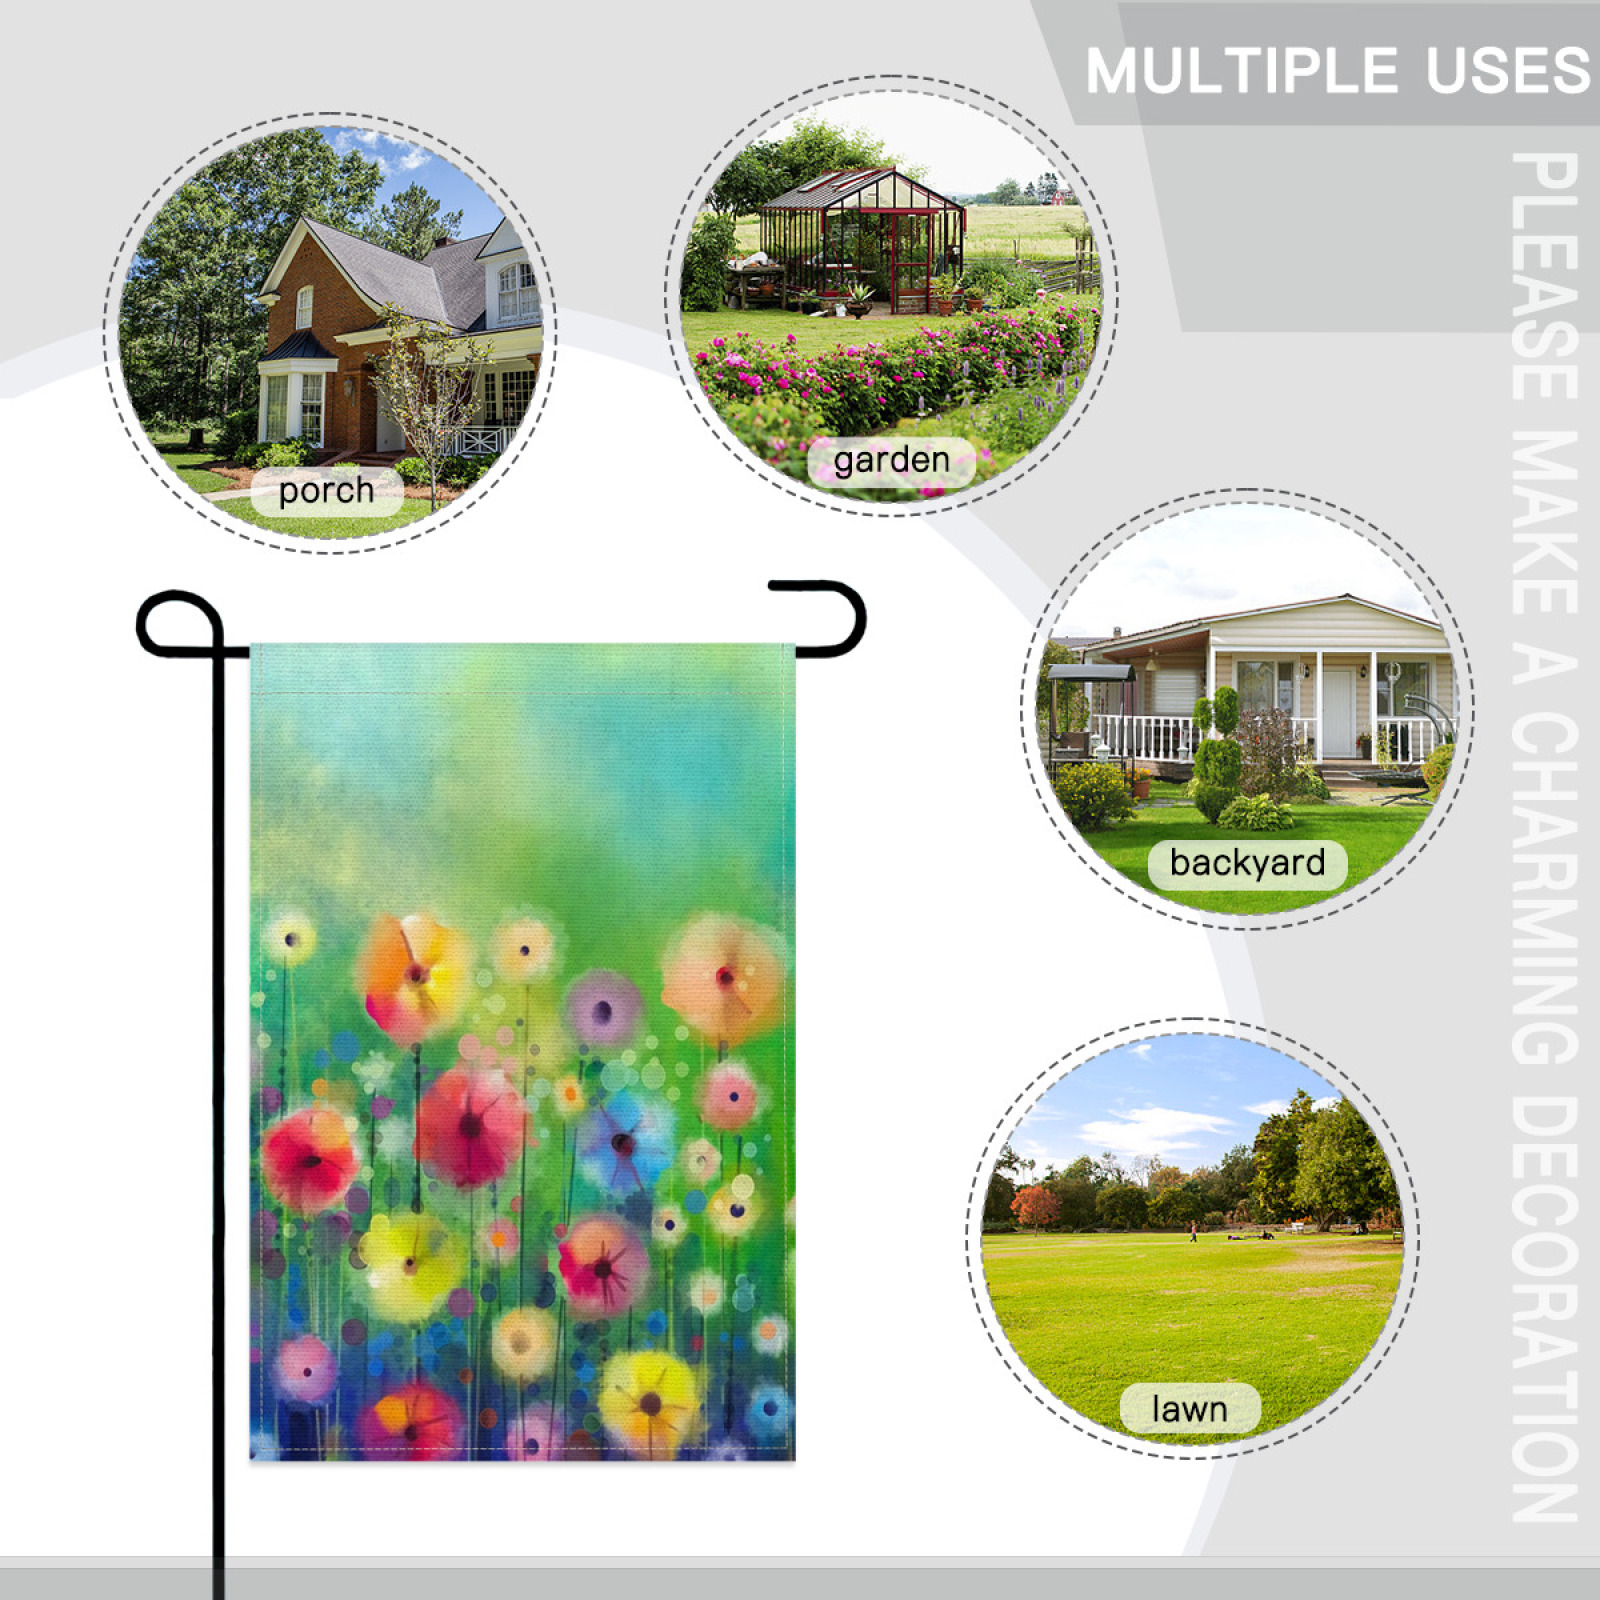 MULTIPLE USES
PLEASE MAKE A CHARMING DECORATION
porch
garden
backyard
lawn